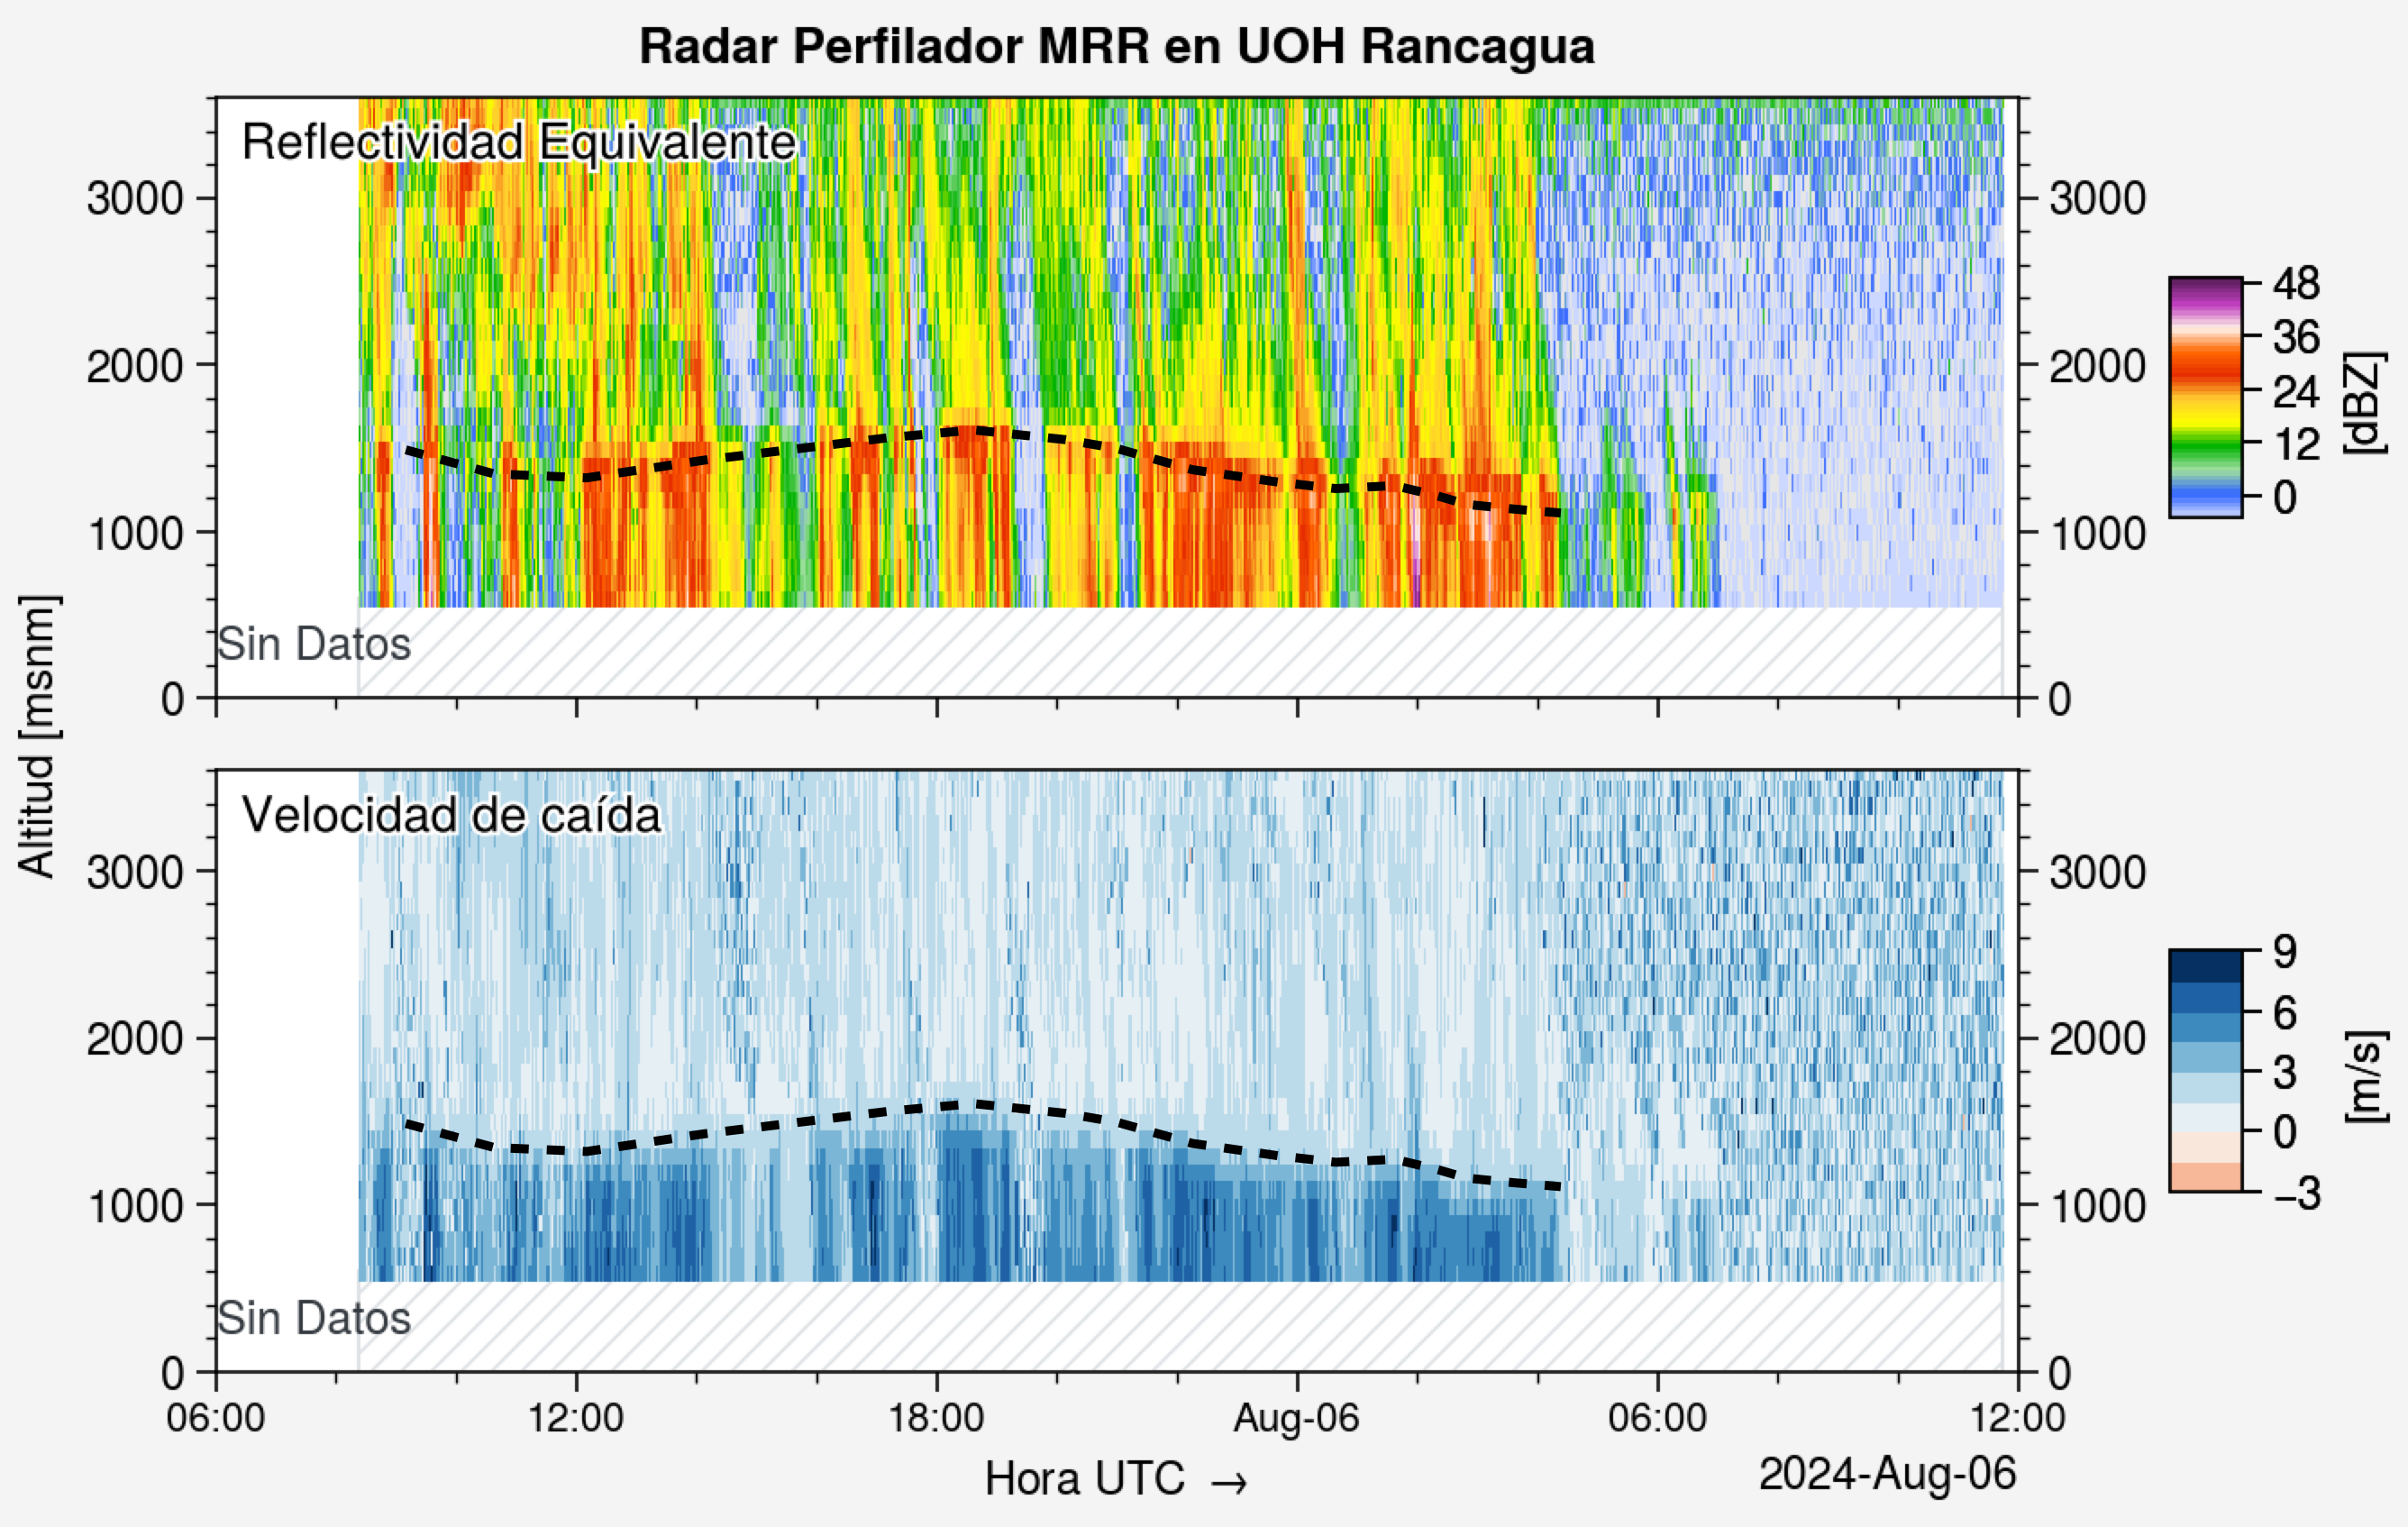 Radar Perfilador MRR en UOH Rancagua
Reflectividad Equivalente
3000
2000
1000
0
Sin Datos
3000
2000
1000
0
48
36
24
12
0
[dBZ]
Altitud [msnm]
Velocidad de caída
3000
2000
1000
0
Sin Datos
3000
2000
1000
0
9
6
3
0
−3
[m/s]
06:00 12:00 18:00 Aug-06 06:00 12:00
Hora UTC → 2024-Aug-06